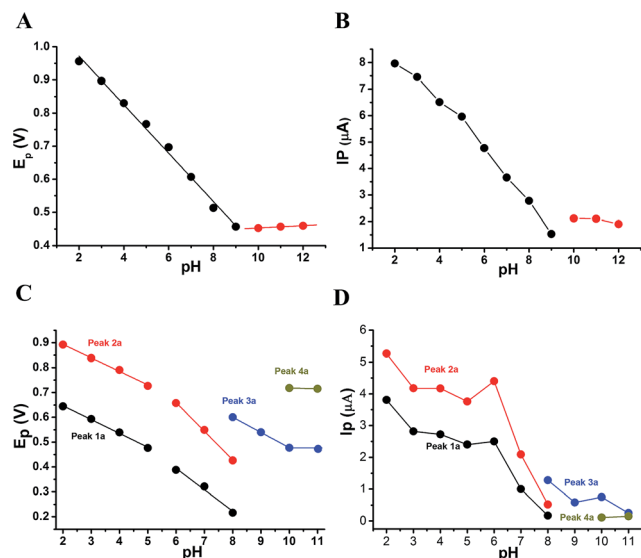 A
B
1.0
0.9
0.8
0.7
0.6
0.5
0.4
E_p (V)
2 4 6 8 10 12
pH
9
8
7
6
5
4
3
2
1
0
IP (μA)
2 4 6 8 10 12
pH
C
D
0.9
0.8
0.7
0.6
0.5
0.4
0.3
0.2
Ep (V)
Peak 2a
Peak 4a
Peak 3a
Peak 1a
2 3 4 5 6 7 8 9 10 11
pH
6
5
4
3
2
1
0
Ip (μA)
Peak 2a
Peak 1a
Peak 3a
Peak 4a
2 3 4 5 6 7 8 9 10 11
pH